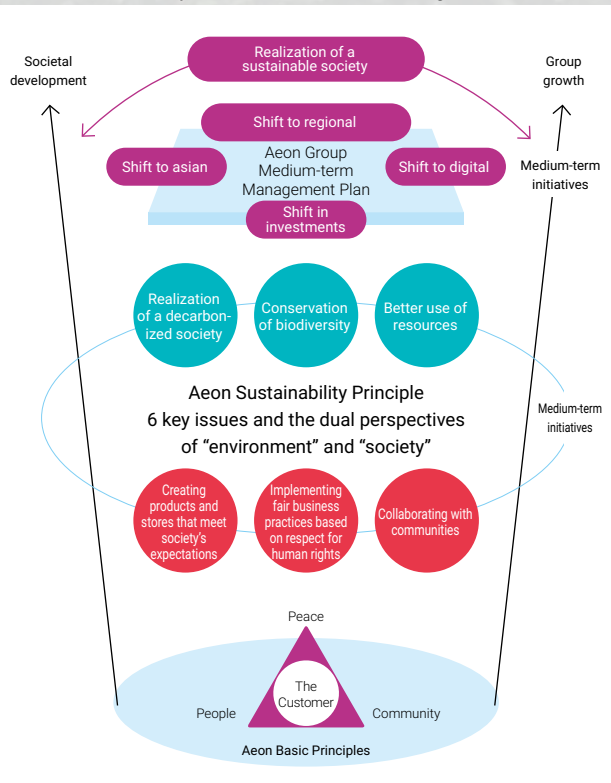 Societal
development
Realization of a
sustainable society
Group
growth
Shift to regional
Shift to asian
Aeon Group
Medium-term
Management Plan
Shift to digital
Medium-term
initiatives
Shift in
investments
Realization
of a decarbon-
ized society
Conservation
of biodiversity
Better use of
resources
Aeon Sustainability Principle
6 key issues and the dual perspectives
of “environment” and “society”
Medium-term
initiatives
Creating
products and
stores that meet
society’s
expectations
Implementing
fair business
practices based
on respect for
human rights
Collaborating with
communities
Peace
The
Customer
People
Community
Aeon Basic Principles